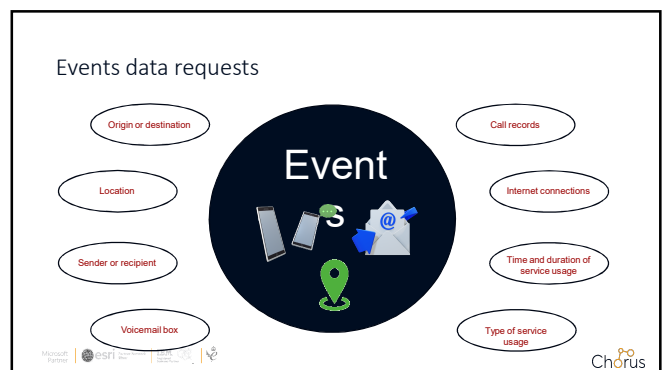 Events data requests
Origin or destination
Call records
Event
s
Location
Internet connections
@
Sender or recipient
Time and duration of
service usage
Voicemail box
Type of service
usage
Microsoft
Partner
esri
Chorus